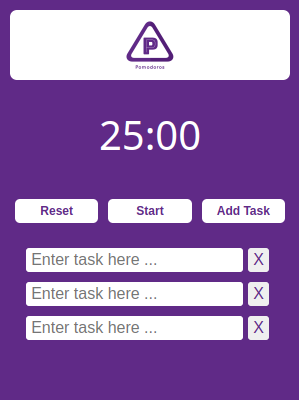 P
Pomodoros
25:00
Reset Start Add Task
Enter task here ... X
Enter task here ... X
Enter task here ... X